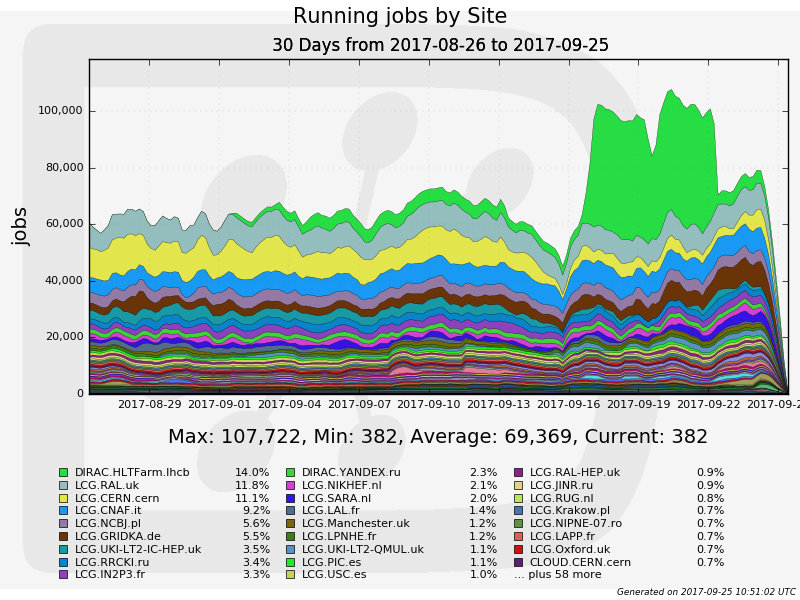 Running jobs by Site
30 Days from 2017-08-26 to 2017-09-25
100,000
80,000
60,000
40,000
20,000
0
jobs
2017-08-29 2017-09-01 2017-09-04 2017-09-07 2017-09-10 2017-09-13 2017-09-16 2017-09-19 2017-09-22 2017-09-2
Max: 107,722, Min: 382, Average: 69,369, Current: 382
DIRAC.HLTFarm.lhcb 14.0% DIRAC.YANDEX.ru 2.3% LCG.RAL-HEP.uk 0.9%
LCG.RAL.uk 11.8% LCG.NIKHEF.nl 2.1% LCG.JINR.ru 0.9%
LCG.CERN.cern 11.1% LCG.SARA.nl 2.0% LCG.RUG.nl 0.8%
LCG.CNAF.it 9.2% LCG.LAL.fr 1.4% LCG.Krakow.pl 0.7%
LCG.NCBJ.pl 5.6% LCG.Manchester.uk 1.2% LCG.NIPNE-07.ro 0.7%
LCG.GRIDKA.de 5.5% LCG.LPNHE.fr 1.2% LCG.LAPP.fr 0.7%
LCG.UKI-LT2-IC-HEP.uk 3.5% LCG.UKI-LT2-QMUL.uk 1.1% LCG.Oxford.uk 0.7%
LCG.RRCKI.ru 3.4% LCG.PIC.es 1.1% CLOUD.CERN.cern 0.7%
LCG.IN2P3.fr 3.3% LCG.USC.es 1.0% ... plus 58 more
Generated on 2017-09-25 10:51:02 UTC